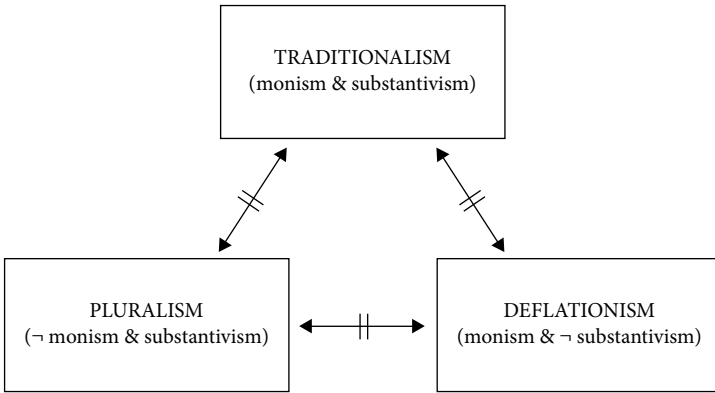 TRADITIONALISM
(monism & substantivism)
PLURALISM
(¬ monism & substantivism)
DEFLATIONISM
(monism & ¬ substantivism)